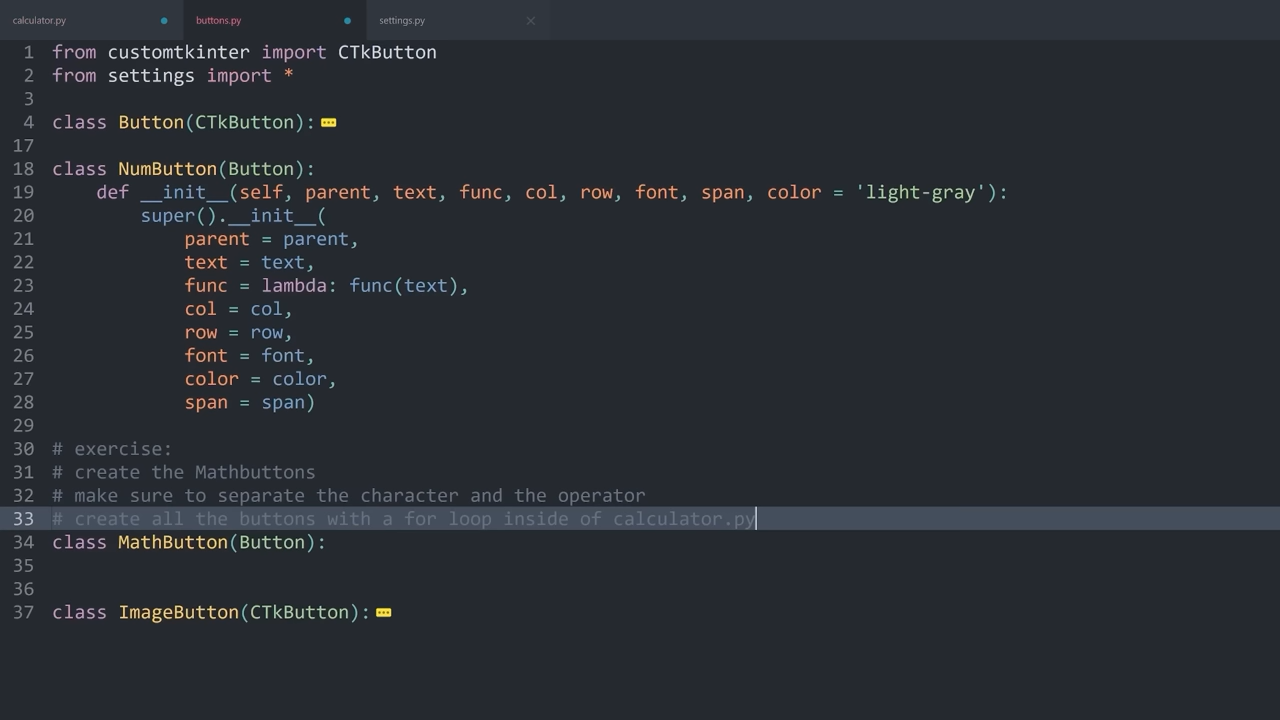 calculator.py
buttons.py
settings.py
1 from customtkinter import CTkButton
2 from settings import *
3
4 class Button(CTkButton):
17
18 class NumButton(Button):
19     def __init__(self, parent, text, func, col, row, font, span, color = 'light-gray'):
20         super().__init__(
21             parent = parent,
22             text = text,
23             func = lambda: func(text),
24             col = col,
25             row = row,
26             font = font,
27             color = color,
28             span = span)
29
30 # exercise:
31 # create the Mathbuttons
32 # make sure to separate the character and the operator
33 # create all the buttons with a for loop inside of calculator.py
34 class MathButton(Button):
35
36
37 class ImageButton(CTkButton):